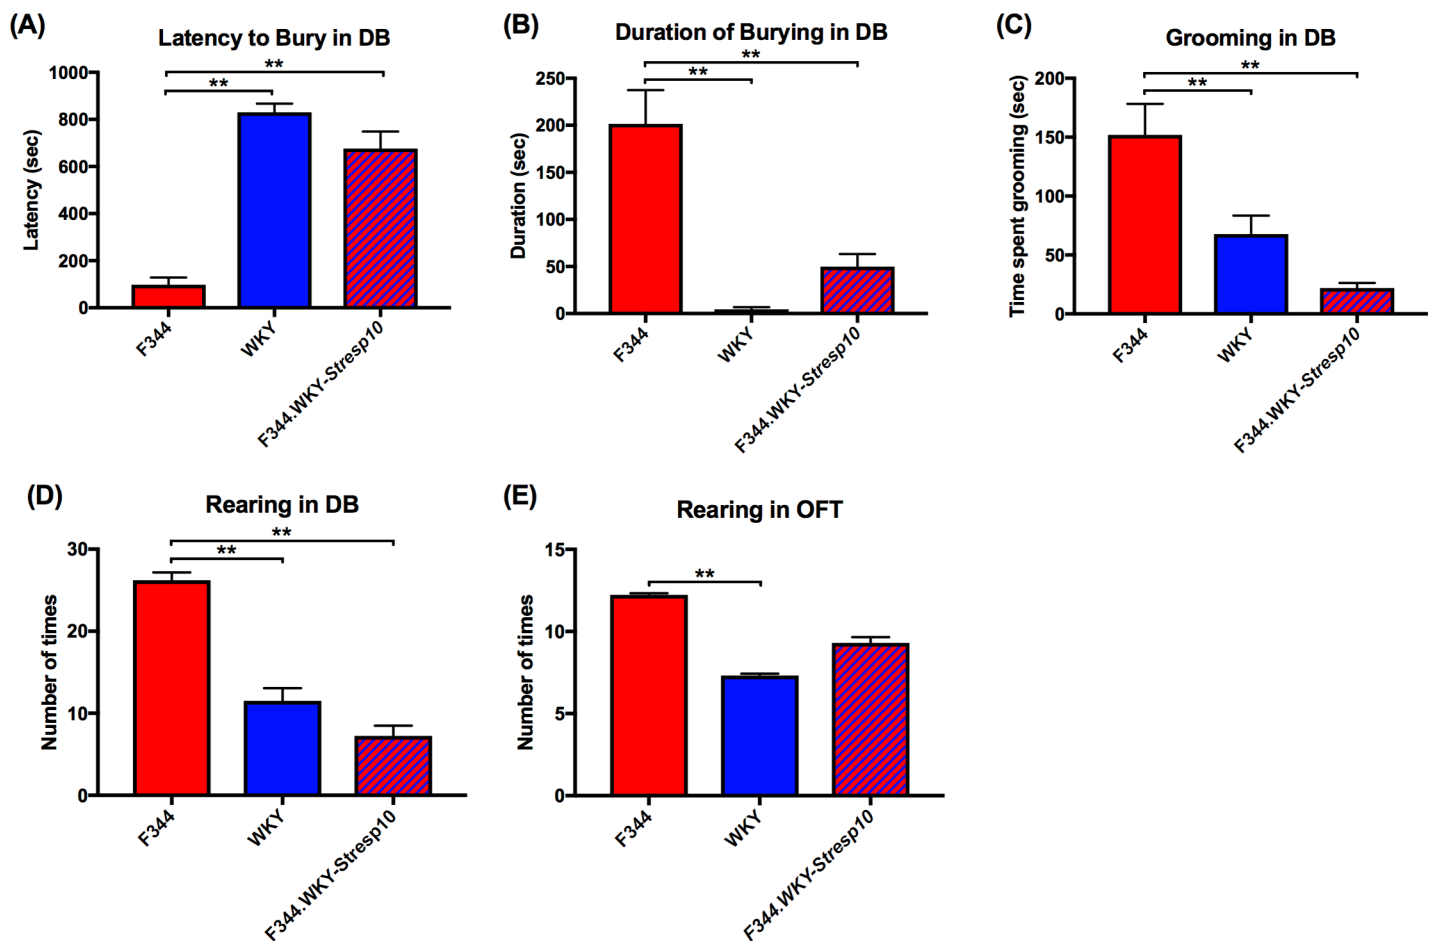 (A)
Latency to Bury in DB
**
**
Latency (sec)
1000
800
600
400
200
0
F344
WKY
F344.WKY-Stresp10
(B)
Duration of Burying in DB
**
**
Duration (sec)
250
200
150
100
50
0
F344
WKY
F344.WKY-Stresp10
(C)
Grooming in DB
**
**
Time spent grooming (sec)
200
150
100
50
0
F344
WKY
F344.WKY-Stresp10
(D)
Rearing in DB
**
**
Number of times
30
20
10
0
F344
WKY
F344.WKY-Stresp10
(E)
Rearing in OFT
**
Number of times
15
10
5
0
F344
WKY
F344.WKY-Stresp10